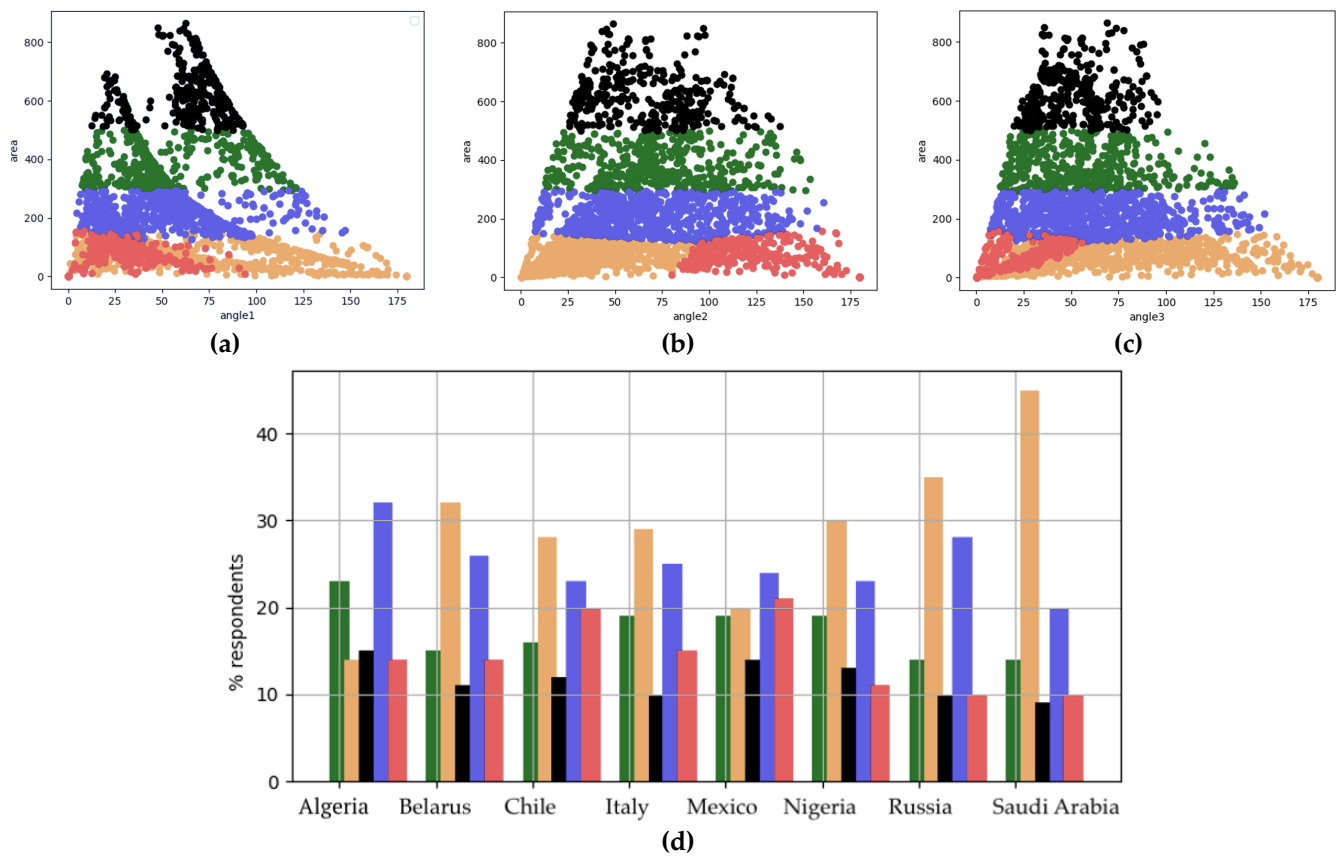 800
600
400
200
0
area
0 25 50 75 100 125 150 175
angle1
(a)
800
600
400
200
0
area
0 25 50 75 100 125 150 175
angle2
(b)
800
600
400
200
0
area
0 25 50 75 100 125 150 175
angle3
(c)
40
30
20
10
0
% respondents
Algeria Belarus Chile Italy Mexico Nigeria Russia Saudi Arabia
(d)